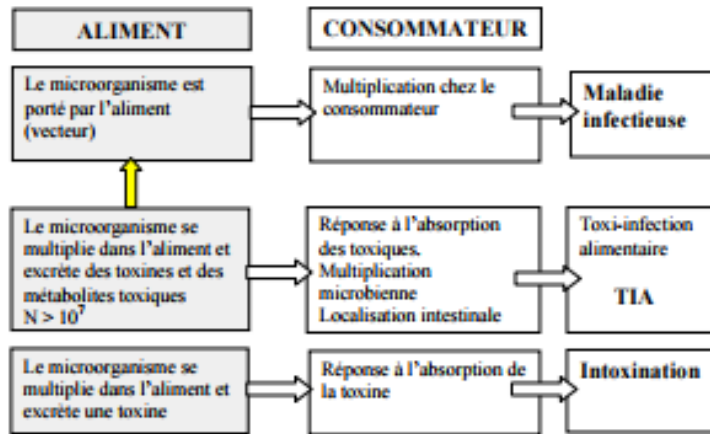 ALIMENT
CONSOMMATEUR
Le microorganisme est
porté par l'aliment
(vecteur)
Multiplication chez le
consommateur
Maladie
infectieuse
Le microorganisme se
multiplie dans l'aliment et
excrète des toxines et des
métabolites toxiques
N > 10⁷
Réponse à l'absorption
des toxiques.
Multiplication
microbienne
Localisation intestinale
Toxi-infection
alimentaire
TIA
Le microorganisme se
multiplie dans l'aliment et
excrète une toxine
Réponse à l'absorption de
la toxine
Intoxination